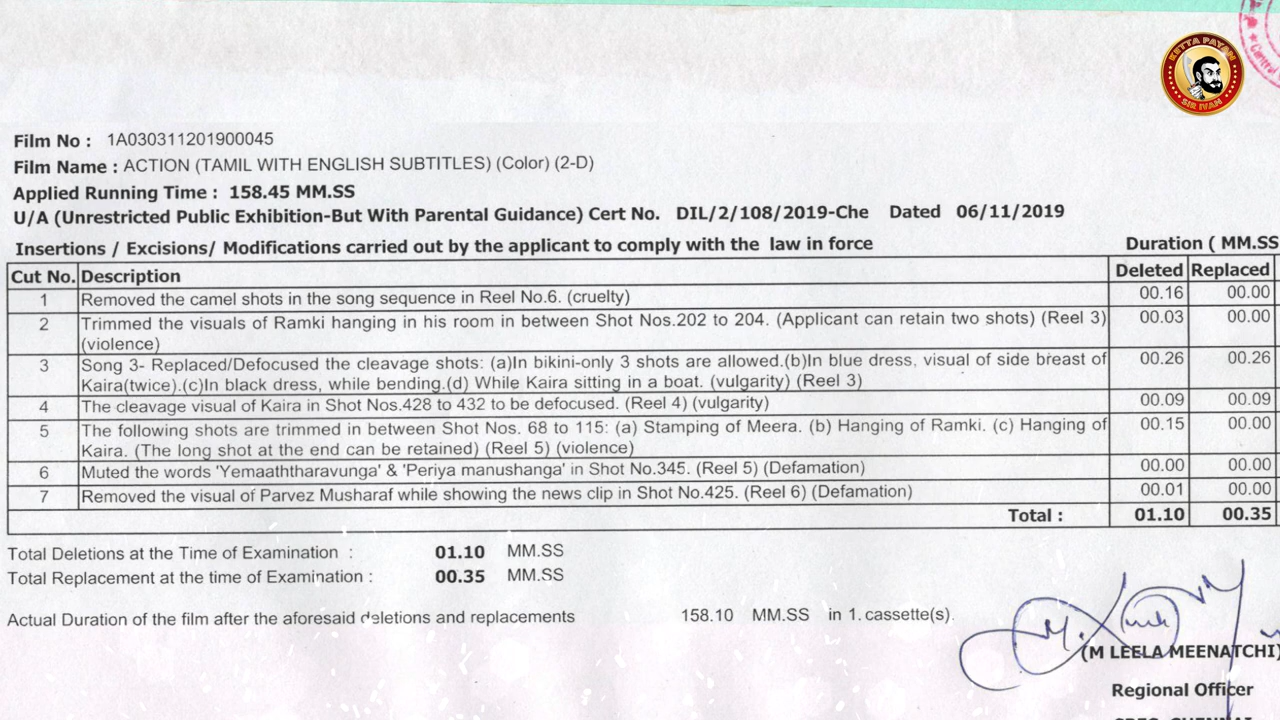 KETTA PAYAN
SIR IVAN
Central
Film No : 1A030311201900045
Film Name : ACTION (TAMIL WITH ENGLISH SUBTITLES) (Color) (2-D)
Applied Running Time : 158.45 MM.SS
U/A (Unrestricted Public Exhibition-But With Parental Guidance) Cert No. DIL/2/108/2019-Che Dated 06/11/2019
Insertions / Excisions/ Modifications carried out by the applicant to comply with the law in force Duration ( MM.SS
Cut No. Description Deleted Replaced
1 Removed the camel shots in the song sequence in Reel No.6. (cruelty) 00.16 00.00
2 Trimmed the visuals of Ramki hanging in his room in between Shot Nos.202 to 204. (Applicant can retain two shots) (Reel 3) 00.03 00.00
(violence)
3 Song 3- Replaced/Defocused the cleavage shots: (a)In bikini-only 3 shots are allowed.(b)In blue dress, visual of side breast of 00.26 00.26
Kaira(twice).(c)In black dress, while bending.(d) While Kaira sitting in a boat. (vulgarity) (Reel 3)
4 The cleavage visual of Kaira in Shot Nos.428 to 432 to be defocused. (Reel 4) (vulgarity) 00.09 00.09
5 The following shots are trimmed in between Shot Nos. 68 to 115: (a) Stamping of Meera. (b) Hanging of Ramki. (c) Hanging of 00.15 00.00
Kaira. (The long shot at the end can be retained) (Reel 5) (violence)
6 Muted the words 'Yemaaththaravunga' & 'Periya manushanga' in Shot No.345. (Reel 5) (Defamation) 00.00 00.00
7 Removed the visual of Parvez Musharaf while showing the news clip in Shot No.425. (Reel 6) (Defamation) 00.01 00.00
Total : 01.10 00.35
Total Deletions at the Time of Examination : 01.10 MM.SS
Total Replacement at the time of Examination : 00.35 MM.SS
Actual Duration of the film after the aforesaid deletions and replacements 158.10 MM.SS in 1. cassette(s).
(M LEELA MEENATCHI)
Regional Officer